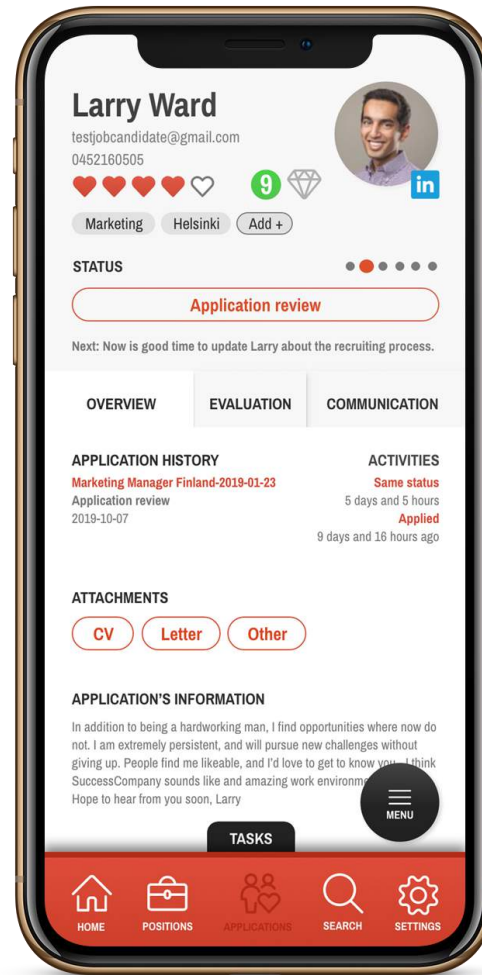 Larry Ward
testjobcandidate@gmail.com
0452160505
9
in
Marketing Helsinki Add +
STATUS
Application review
Next: Now is good time to update Larry about the recruiting process.
OVERVIEW EVALUATION COMMUNICATION
APPLICATION HISTORY
Marketing Manager Finland-2019-01-23
Application review
2019-10-07
ACTIVITIES
Same status
5 days and 5 hours
Applied
9 days and 16 hours ago
ATTACHMENTS
CV Letter Other
APPLICATION'S INFORMATION
In addition to being a hardworking man, I find opportunities where now do
not. I am extremely persistent, and will pursue new challenges without
giving up. People find me likeable, and I'd love to get to know you. I think
SuccessCompany sounds like and amazing work
Hope to hear from you soon, Larry
MENU
TASKS
HOME POSITIONS APPLICATIONS SEARCH SETTINGS